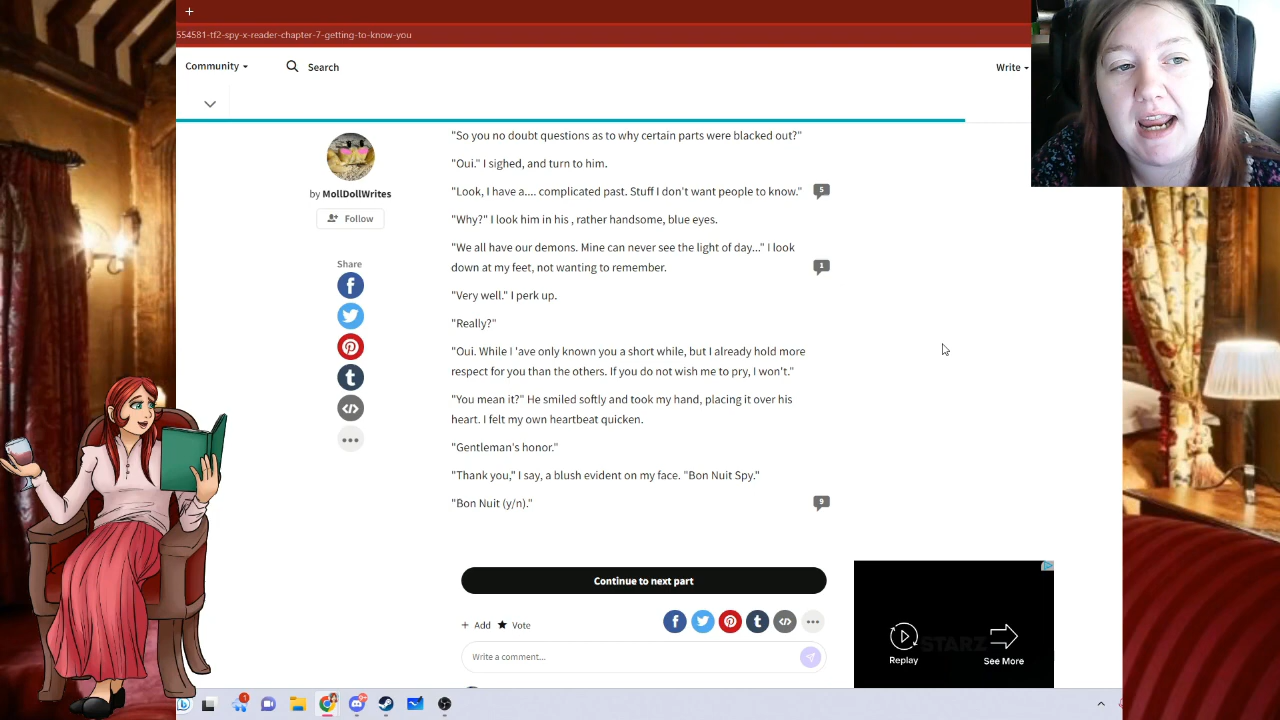 +
554581-tf2-spy-x-reader-chapter-7-getting-to-know-you
Community
Search
Write
by MollDollWrites
Follow
Share
"So you no doubt questions as to why certain parts were blacked out?"
"Oui." I sighed, and turn to him.
"Look, I have a.... complicated past. Stuff I don't want people to know."
5
"Why?" I look him in his , rather handsome, blue eyes.
"We all have our demons. Mine can never see the light of day..." I look
down at my feet, not wanting to remember.
1
"Very well." I perk up.
"Really?"
"Oui. While I 'ave only known you a short while, but I already hold more
respect for you than the others. If you do not wish me to pry, I won't."
"You mean it?" He smiled softly and took my hand, placing it over his
heart. I felt my own heartbeat quicken.
"Gentleman's honor."
"Thank you," I say, a blush evident on my face. "Bon Nuit Spy."
"Bon Nuit (y/n)."
9
Continue to next part
+ Add
Vote
Write a comment...
STARZ
Replay
See More
1